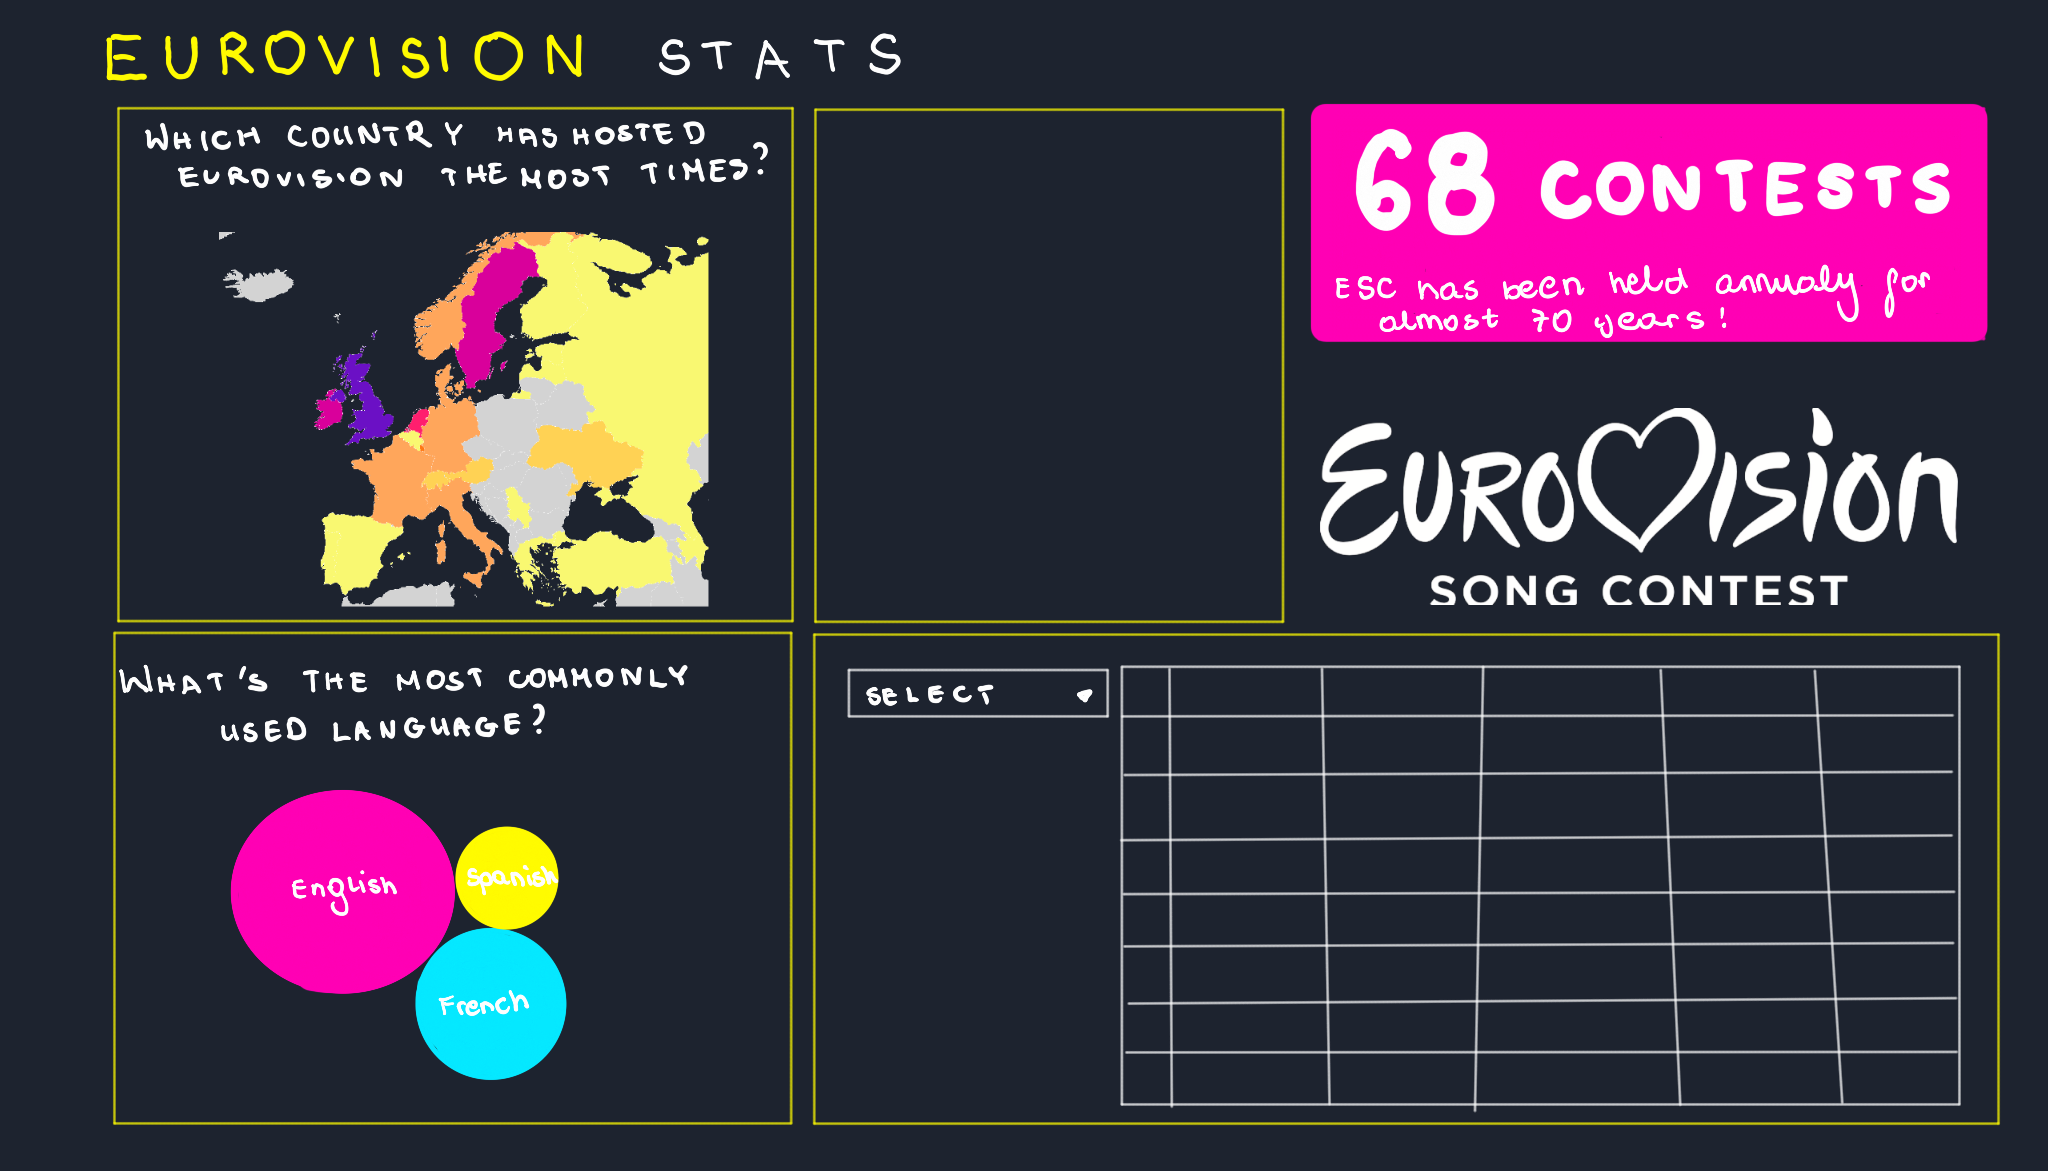 EUROVISION STATS
WHICH COUNTRY HAS HOSTED
EUROVISION THE MOST TIMES?
68 CONTESTS
ESC has been held annualy for
almost 70 years!
EUROVISION
SONG CONTEST
WHAT'S THE MOST COMMONLY
USED LANGUAGE?
English
Spanish
French
SELECT